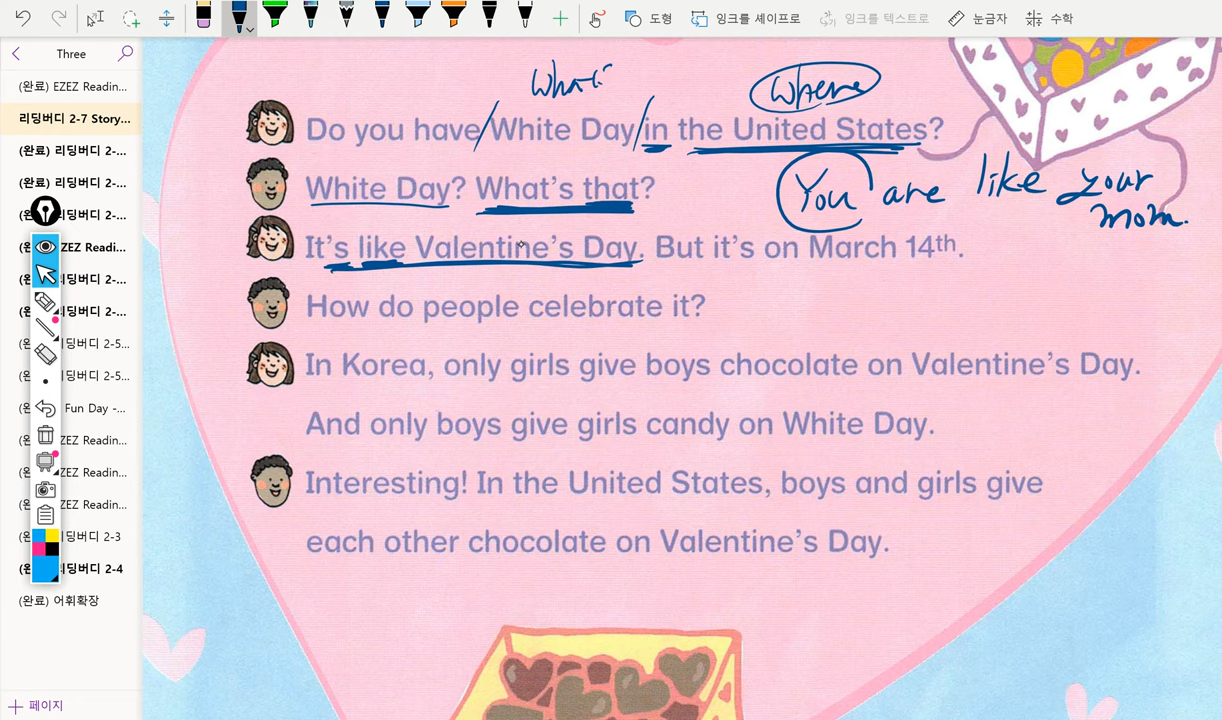 도형
잉크를 셰이프로
잉크를 텍스트로
눈금자
수학
Three
(완료) EZEZ Readin...
리딩버디 2-7 Story...
(완료) 리딩버디 2-...
(완료) 리딩버디 2-...
ZEZ Readi...
리딩버디 2-...
리딩버디 2-...
리딩버디 2-5...
리딩버디 2-5...
Fun Day -...
ZEZ Readin...
ZEZ Readin...
ZEZ Readin...
리딩버디 2-3
리딩버디 2-4
(완료) 어휘확장
페이지
What
where
Do you have White Day in the United States?
White Day? What's that?
You are like your
mom.
It's like Valentine's Day. But it's on March 14th.
How do people celebrate it?
In Korea, only girls give boys chocolate on Valentine's Day.
And only boys give girls candy on White Day.
Interesting! In the United States, boys and girls give
each other chocolate on Valentine's Day.